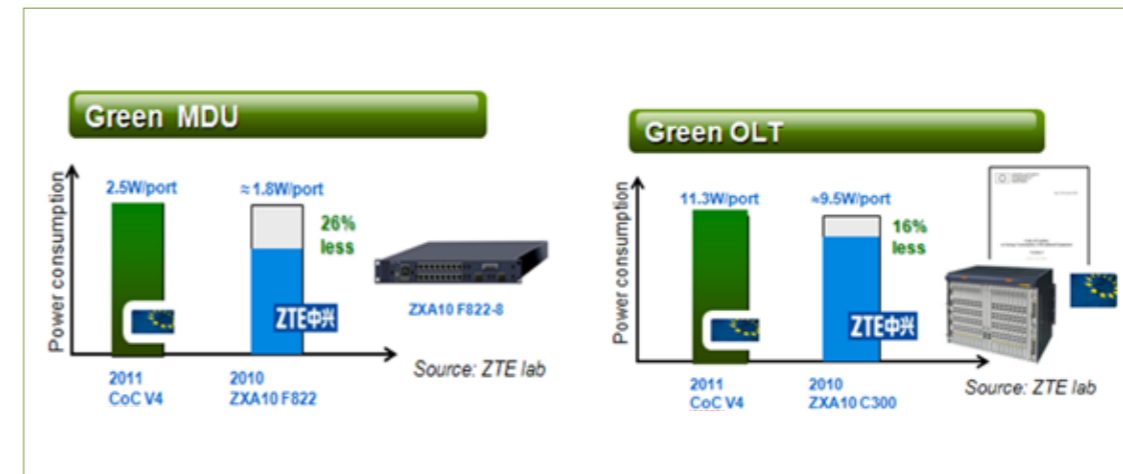 Green MDU
Power consumption
2.5W/port
≈1.8W/port
26%
less
ZTE中兴
ZXA10 F822-8
2011
CoC V4
2010
ZXA10 F822
Source: ZTE lab
Green OLT
Power consumption
11.3W/port
≈9.5W/port
16%
less
ZTE中兴
2011
CoC V4
2010
ZXA10 C300
Source: ZTE lab